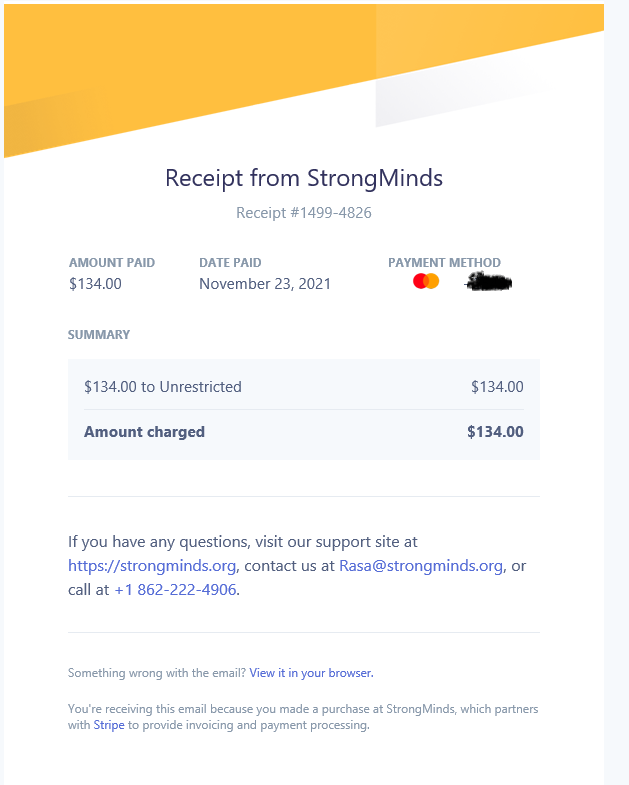 Receipt from StrongMinds
Receipt #1499-4826
AMOUNT PAID DATE PAID PAYMENT METHOD
$134.00 November 23, 2021
SUMMARY
$134.00 to Unrestricted $134.00
Amount charged $134.00
If you have any questions, visit our support site at
https://strongminds.org, contact us at Rasa@strongminds.org, or
call at +1 862-222-4906.
Something wrong with the email? View it in your browser.
You're receiving this email because you made a purchase at StrongMinds, which partners
with Stripe to provide invoicing and payment processing.